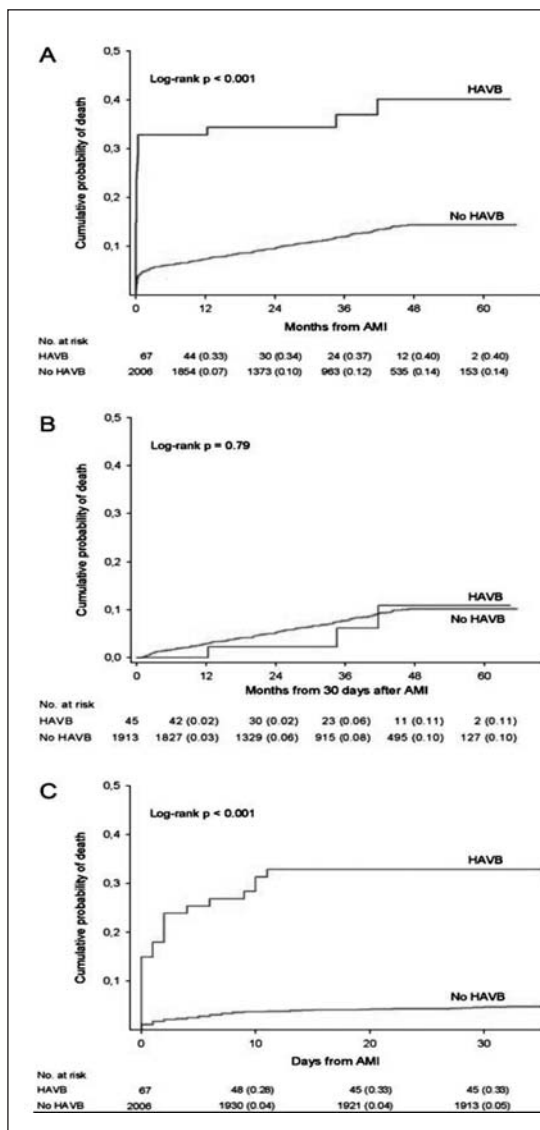 A
Log-rank p < 0.001
Cumulative probability of death
0,5
0,4
0,3
0,2
0,1
HAVB
No HAVB
0 12 24 36 48 60
Months from AMI
No. at risk
HAVB 67 44 (0.33) 30 (0.34) 24 (0.37) 12 (0.40) 2 (0.40)
No HAVB 2006 1854 (0.07) 1373 (0.10) 963 (0.12) 535 (0.14) 153 (0.14)
B
Log-rank p = 0.79
Cumulative probability of death
0,5
0,4
0,3
0,2
0,1
0,0
HAVB
No HAVB
0 12 24 36 48 60
Months from 30 days after AMI
No. at risk
HAVB 45 42 (0.02) 30 (0.02) 23 (0.06) 11 (0.11) 2 (0.11)
No HAVB 1913 1827 (0.03) 1329 (0.06) 915 (0.08) 495 (0.10) 127 (0.10)
C
Log-rank p < 0.001
Cumulative probability of death
0,5
0,4
0,3
0,2
0,1
HAVB
No HAVB
0 10 20 30
Days from AMI
No. at risk
HAVB 67 48 (0.28) 45 (0.33) 45 (0.33)
No HAVB 2006 1930 (0.04) 1921 (0.04) 1913 (0.05)